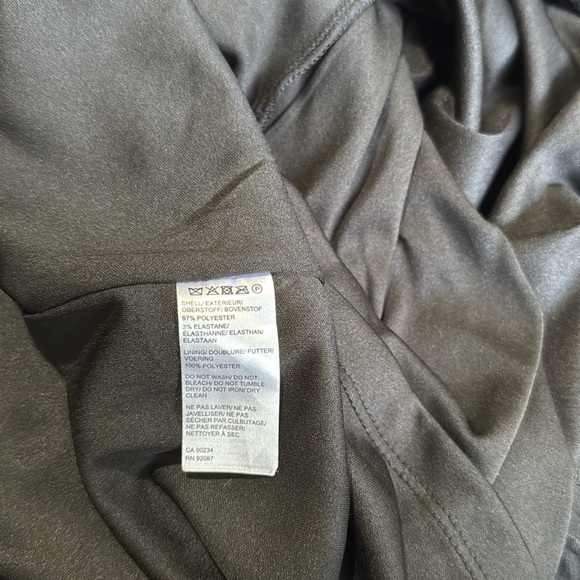 P
SHELL/ EXTÉRIEUR/
OBERSTOFF/ BOVENSTOF
97% POLYESTER
3% ELASTANE/
ELASTHANNE/ ELASTHAN/
ELASTAAN
LINING/ DOUBLURE/ FUTTER/
VOERING
100% POLYESTER
DO NOT WASH/ DO NOT
BLEACH/ DO NOT TUMBLE
DRY/ DO NOT IRON/ DRY
CLEAN
NE PAS LAVER/ NE PAS
JAVELLISER/ NE PAS
SÉCHER PAR CULBUTAGE/
NE PAS REPASSER/
NETTOYER À SEC
CA 00234
RN 92087